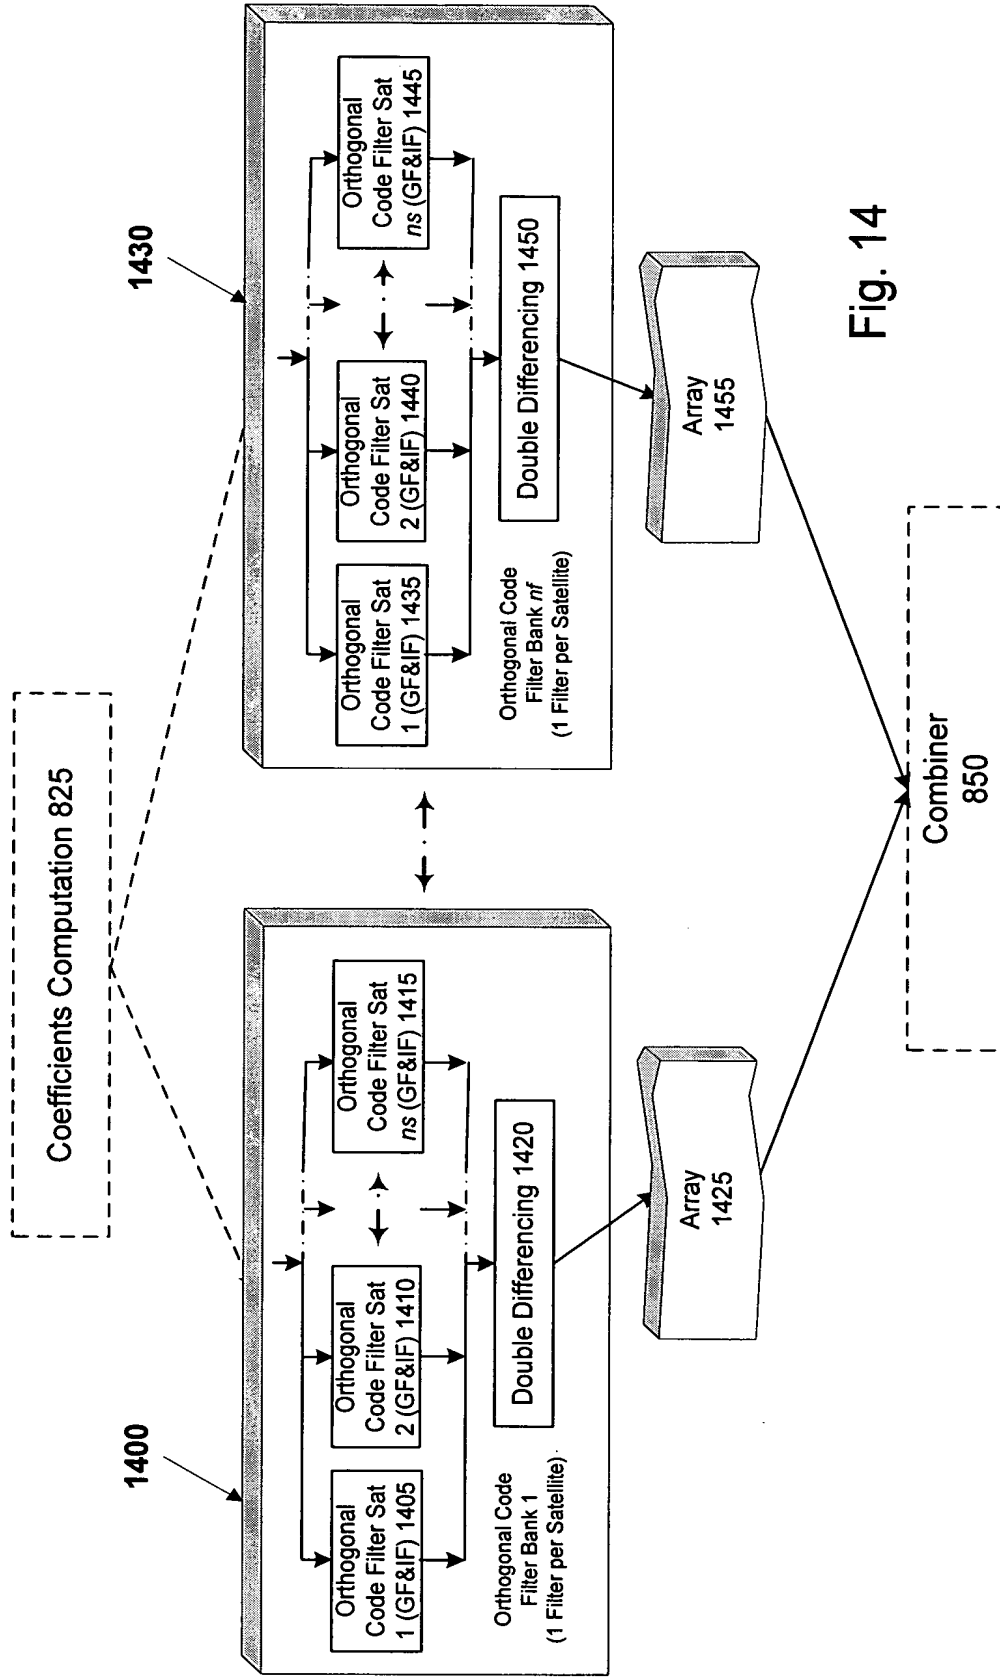 Coefficients Computation 825
1400
Orthogonal
Code Filter Sat
1 (GF&IF) 1405
Orthogonal
Code Filter Sat
2 (GF&IF) 1410
Orthogonal
Code Filter Sat
ns (GF&IF) 1415
Orthogonal Code
Filter Bank 1
(1 Filter per Satellite)
Double Differencing 1420
Array
1425
1430
Orthogonal
Code Filter Sat
1 (GF&IF) 1435
Orthogonal
Code Filter Sat
2 (GF&IF) 1440
Orthogonal
Code Filter Sat
ns (GF&IF) 1445
Orthogonal Code
Filter Bank nf
(1 Filter per Satellite)
Double Differencing 1450
Array
1455
Combiner
850
Fig. 14